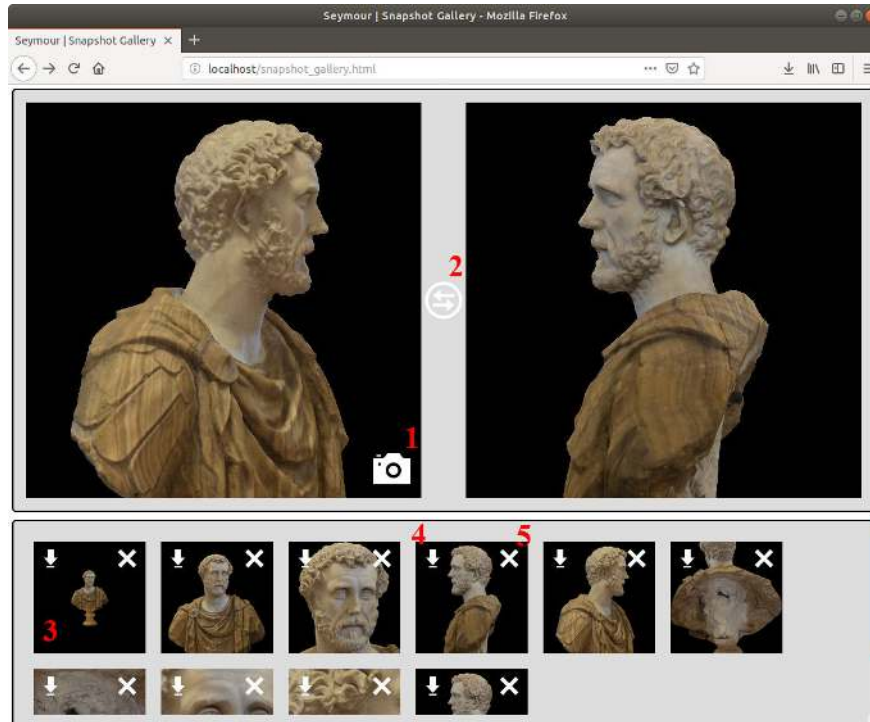 Seymour | Snapshot Gallery - Mozilla Firefox
Seymour | Snapshot Gallery
localhost/snapshot_gallery.html
2
1
4
5
3